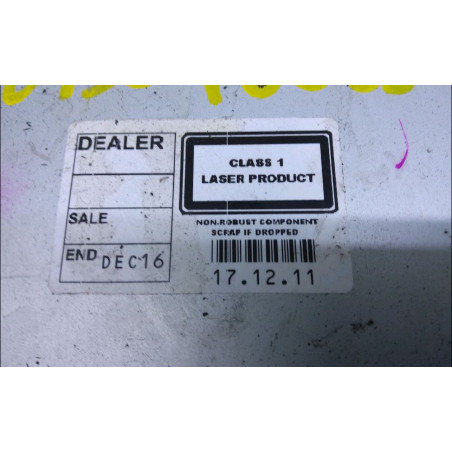 DEALER
SALE
END DEC16
CLASS 1
LASER PRODUCT
NON-ROBUST COMPONENT
SCRAP IF DROPPED
17.12.11